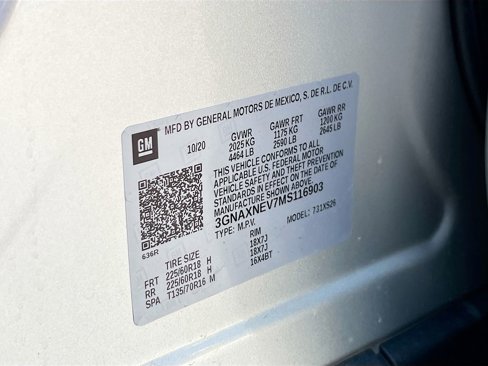 GM
MFD BY GENERAL MOTORS DE MEXICO, S. DE R.L. DE C.V.
10/20 GVWR GAWR FRT GAWR RR
2025 KG 1175 KG 1200 KG
4464 LB 2590 LB 2645 LB
THIS VEHICLE CONFORMS TO ALL
APPLICABLE U.S. FEDERAL MOTOR
VEHICLE SAFETY AND THEFT PREVENTION
STANDARDS IN EFFECT ON THE DATE OF
MANUFACTURE SHOWN ABOVE.
3GNAXNEV7MS116903
TYPE: M.P.V. MODEL: 731XS26
636R
TIRE SIZE RIM
FRT 225/60R18 H 18X7J
RR 225/60R18 H 18X7J
SPA T135/70R16 M 16X4BT